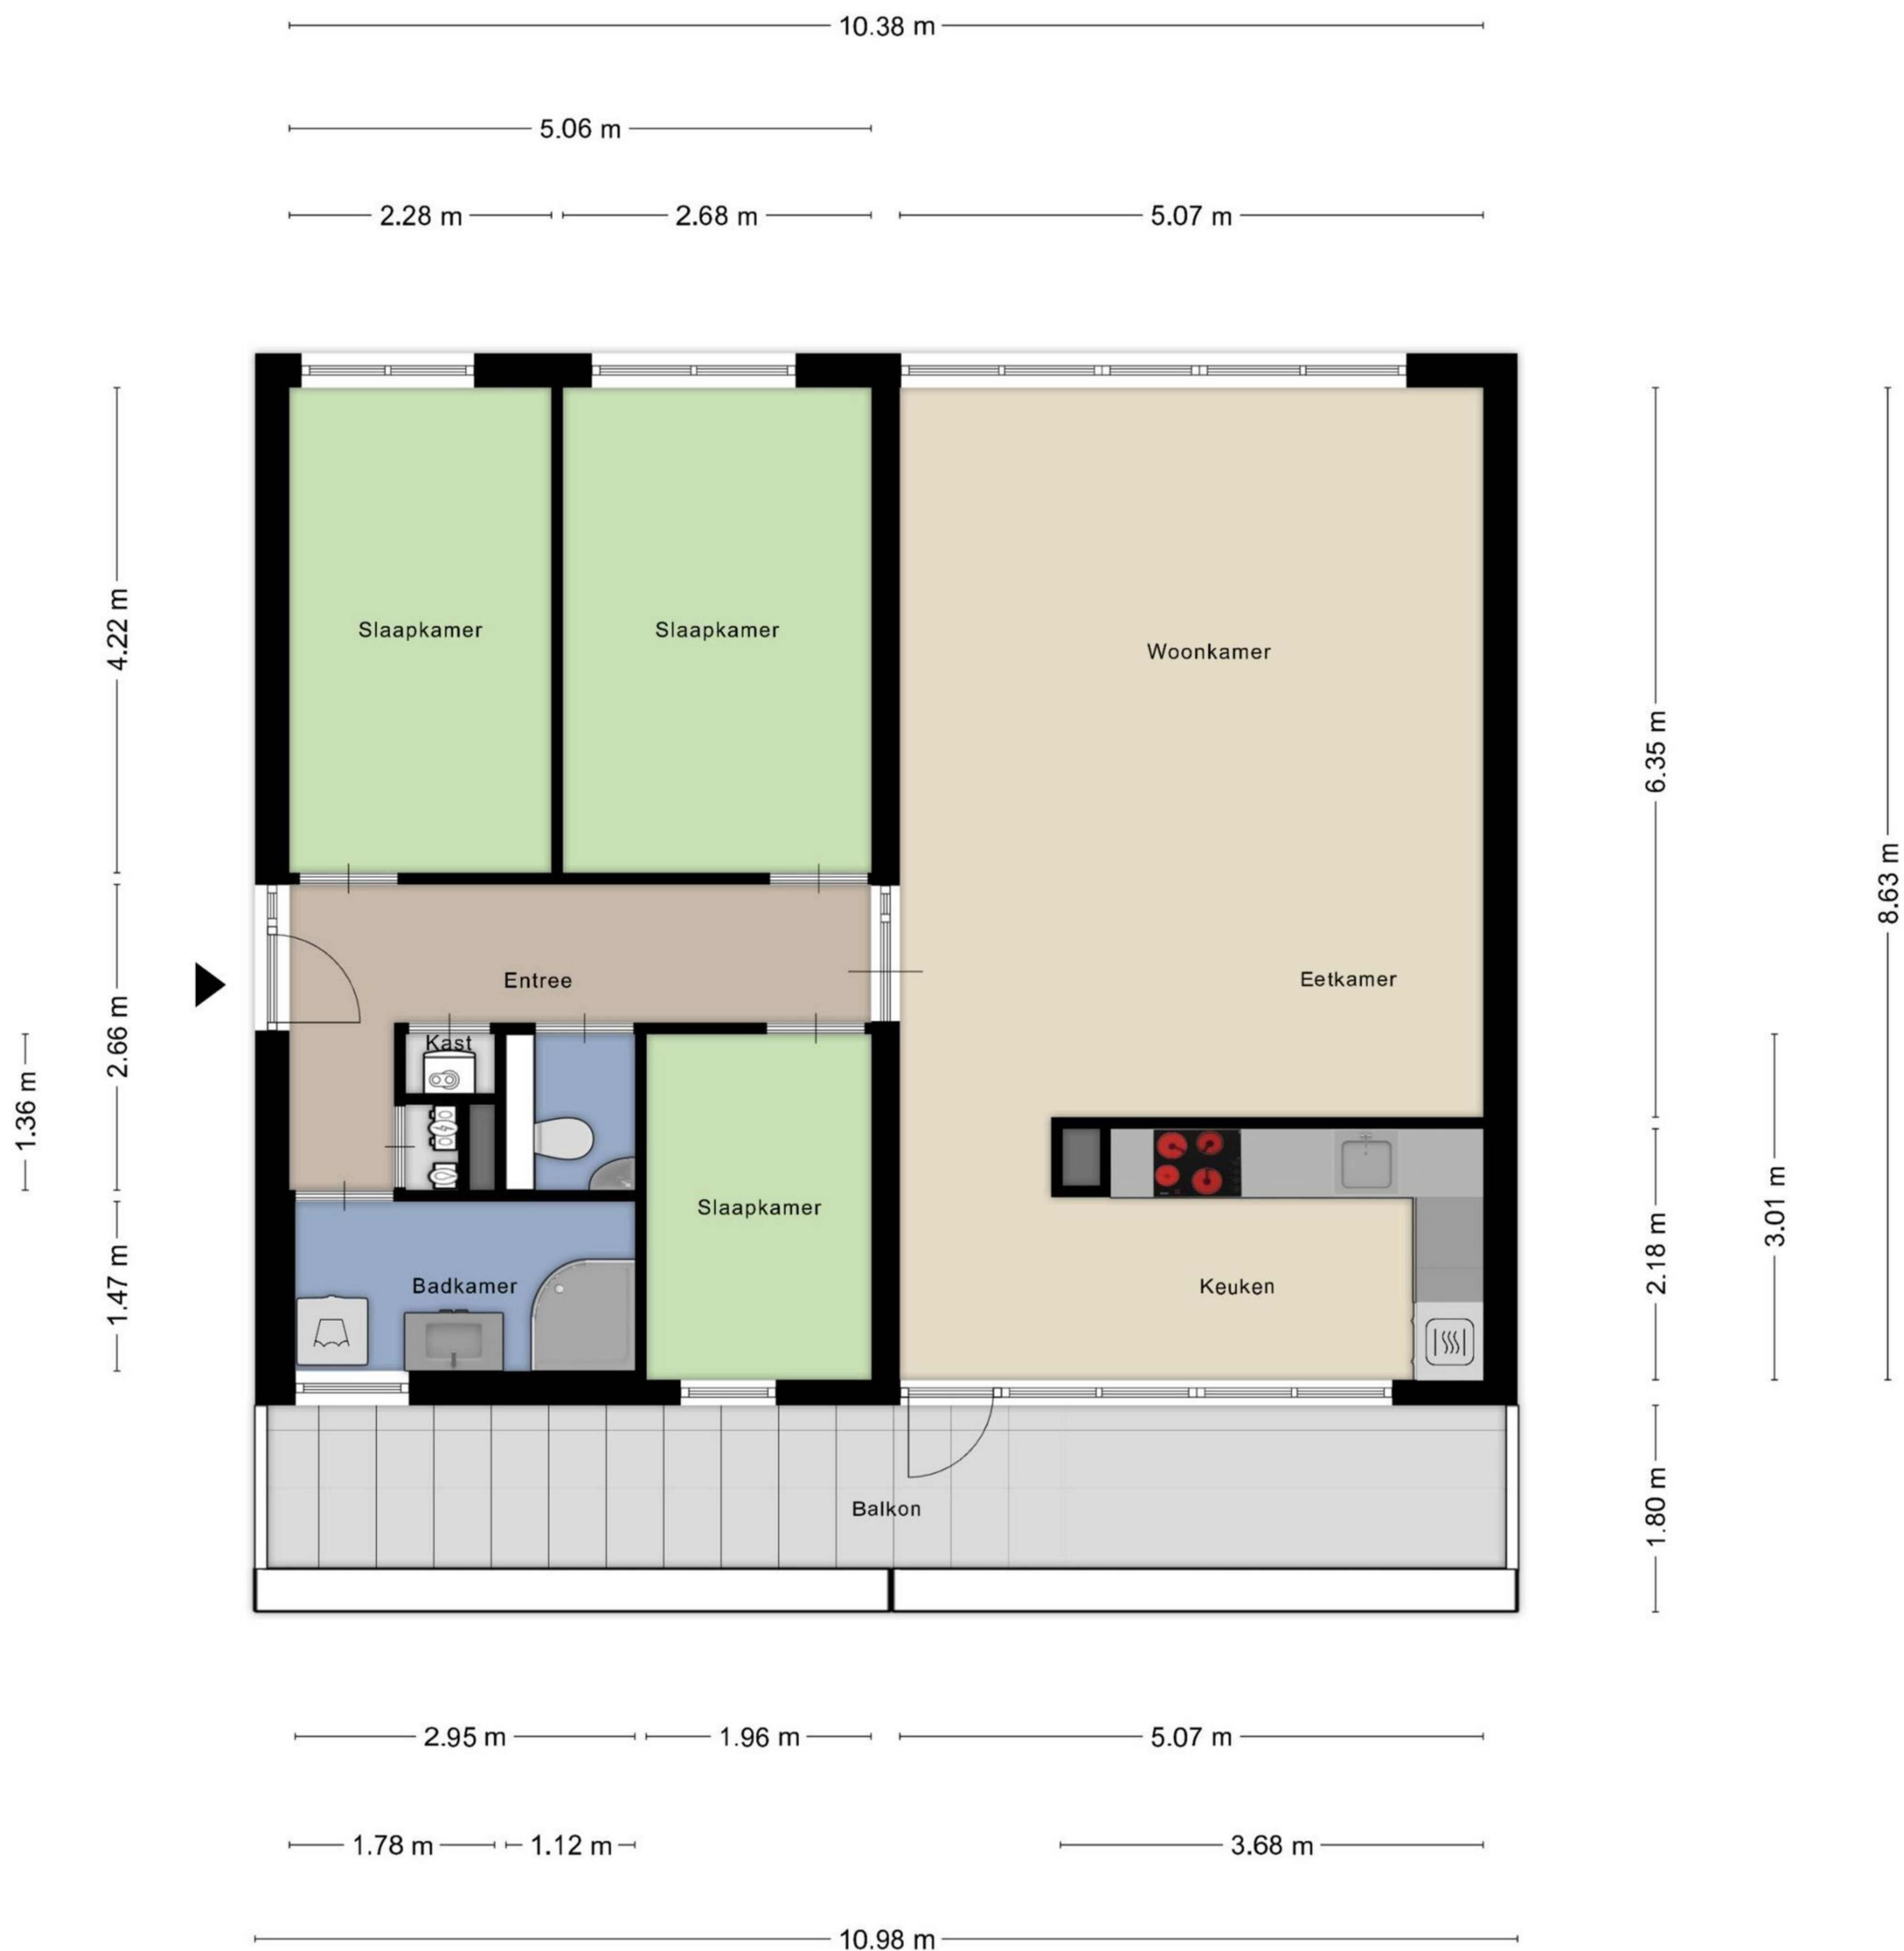 10.38 m
5.06 m
2.28 m
2.68 m
5.07 m
Slaapkamer
Slaapkamer
Woonkamer
4.22 m
6.35 m
8.63 m
Entree
Eetkamer
Kast
2.66 m
1.36 m
Slaapkamer
3.01 m
2.18 m
1.47 m
Badkamer
Keuken
Balkon
1.80 m
2.95 m
1.96 m
5.07 m
1.78 m
1.12 m
3.68 m
10.98 m